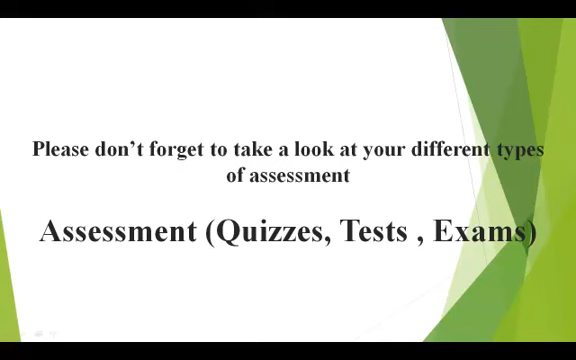 Please don’t forget to take a look at your different types
of assessment
Assessment (Quizzes, Tests , Exams)